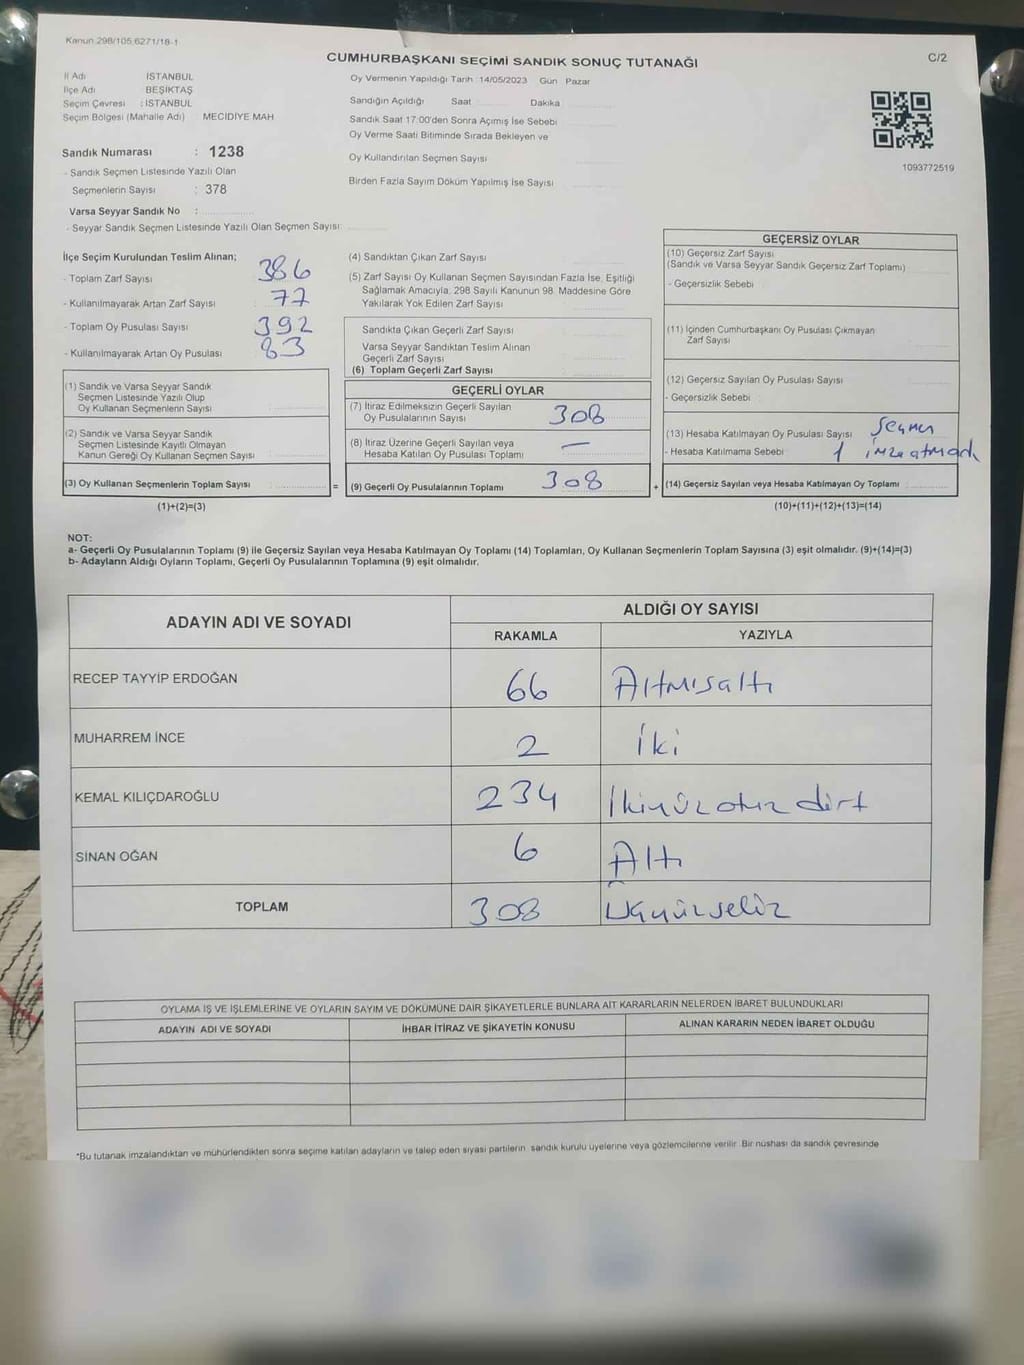 Kanun 298/105,6271/18-1
CUMHURBAŞKANI SEÇİMİ SANDIK SONUÇ TUTANAĞI
C/2
İl Adı İSTANBUL
İlçe Adı BEŞİKTAŞ
Seçim Çevresi : İSTANBUL
Seçim Bölgesi (Mahalle Adı) MECİDİYE MAH
Oy Vermenin Yapıldığı Tarih :14/05/2023 Gün Pazar
Sandığın Açıldığı Saat Dakika
Sandık Saat 17:00'den Sonra Açımış İse Sebebi
Oy Verme Saati Bitiminde Sırada Bekleyen ve
Oy Kullandırılan Seçmen Sayısı
Birden Fazla Sayım Döküm Yapılmış İse Sayısı
1093772519
Sandık Numarası : 1238
- Sandık Seçmen Listesinde Yazılı Olan
Seçmenlerin Sayısı : 378
Varsa Seyyar Sandık No :
- Seyyar Sandık Seçmen Listesinde Yazılı Olan Seçmen Sayısı:
İlçe Seçim Kurulundan Teslim Alınan;
- Toplam Zarf Sayısı 386
- Kullanılmayarak Artan Zarf Sayısı 77
- Toplam Oy Pusulası Sayısı 392
- Kullanılmayarak Artan Oy Pusulası 83
(1) Sandık ve Varsa Seyyar Sandık
Seçmen Listesinde Yazılı Olup
Oy Kullanan Seçmenlerin Sayısı
(2) Sandık ve Varsa Seyyar Sandık
Seçmen Listesinde Kayıtlı Olmayan
Kanun Gereği Oy Kullanan Seçmen Sayısı
(3) Oy Kullanan Seçmenlerin Toplam Sayısı =
(1)+(2)=(3)
(4) Sandıktan Çıkan Zarf Sayısı
(5) Zarf Sayısı Oy Kullanan Seçmen Sayısından Fazla İse, Eşitliği
Sağlamak Amacıyla, 298 Sayılı Kanunun 98. Maddesine Göre
Yakılarak Yok Edilen Zarf Sayısı
Sandıkta Çıkan Geçerli Zarf Sayısı
Varsa Seyyar Sandıktan Teslim Alınan
Geçerli Zarf Sayısı
(6) Toplam Geçerli Zarf Sayısı
GEÇERLİ OYLAR
(7) İtiraz Edilmeksizin Geçerli Sayılan
Oy Pusulalarının Sayısı 308
(8) İtiraz Üzerine Geçerli Sayılan veya
Hesaba Katılan Oy Pusulası Toplamı —
(9) Geçerli Oy Pusulalarının Toplamı 308 +
GEÇERSİZ OYLAR
(10) Geçersiz Zarf Sayısı
(Sandık ve Varsa Seyyar Sandık Geçersiz Zarf Toplamı)
- Geçersizlik Sebebi
(11) İçinden Cumhurbaşkanı Oy Pusulası Çıkmayan
Zarf Sayısı
(12) Geçersiz Sayılan Oy Pusulası Sayısı
- Geçersizlik Sebebi
(13) Hesaba Katılmayan Oy Pusulası Sayısı Seçmen
- Hesaba Katılmama Sebebi 1 imza atmadı
(14) Geçersiz Sayılan veya Hesaba Katılmayan Oy Toplamı
(10)+(11)+(12)+(13)=(14)
NOT:
a- Geçerli Oy Pusulalarının Toplamı (9) ile Geçersiz Sayılan veya Hesaba Katılmayan Oy Toplamı (14) Toplamları, Oy Kullanan Seçmenlerin Toplam Sayısına (3) eşit olmalıdır. (9)+(14)=(3)
b- Adayların Aldığı Oyların Toplamı, Geçerli Oy Pusulalarının Toplamına (9) eşit olmalıdır.
ADAYIN ADI VE SOYADI
ALDIĞI OY SAYISI
RAKAMLA YAZIYLA
RECEP TAYYİP ERDOĞAN 66 Altmışaltı
MUHARREM İNCE 2 İki
KEMAL KILIÇDAROĞLU 234 İkiyüzotuz dört
SİNAN OĞAN 6 Altı
TOPLAM 308 Üçyüzsekiz
OYLAMA İŞ VE İŞLEMLERİNE VE OYLARIN SAYIM VE DÖKÜMÜNE DAİR ŞİKAYETLERLE BUNLARA AİT KARARLARIN NELERDEN İBARET BULUNDUKLARI
ADAYIN ADI VE SOYADI İHBAR İTİRAZ VE ŞİKAYETİN KONUSU ALINAN KARARIN NEDEN İBARET OLDUĞU
*Bu tutanak imzalandıktan ve mühürlendikten sonra seçime katılan adayların ve talep eden siyasi partilerin, sandık kurulu üyelerine veya gözlemcilerine verilir. Bir nüshası da sandık çevresinde